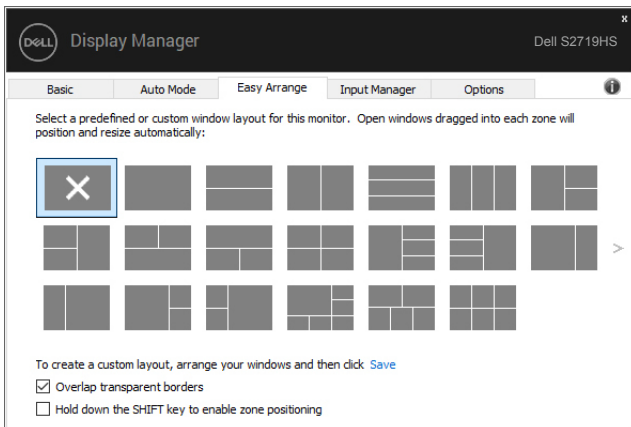 x
DELL Display Manager Dell S2719HS
Basic Auto Mode Easy Arrange Input Manager Options i
Select a predefined or custom window layout for this monitor. Open windows dragged into each zone will
position and resize automatically:
>
To create a custom layout, arrange your windows and then click Save
Overlap transparent borders
Hold down the SHIFT key to enable zone positioning